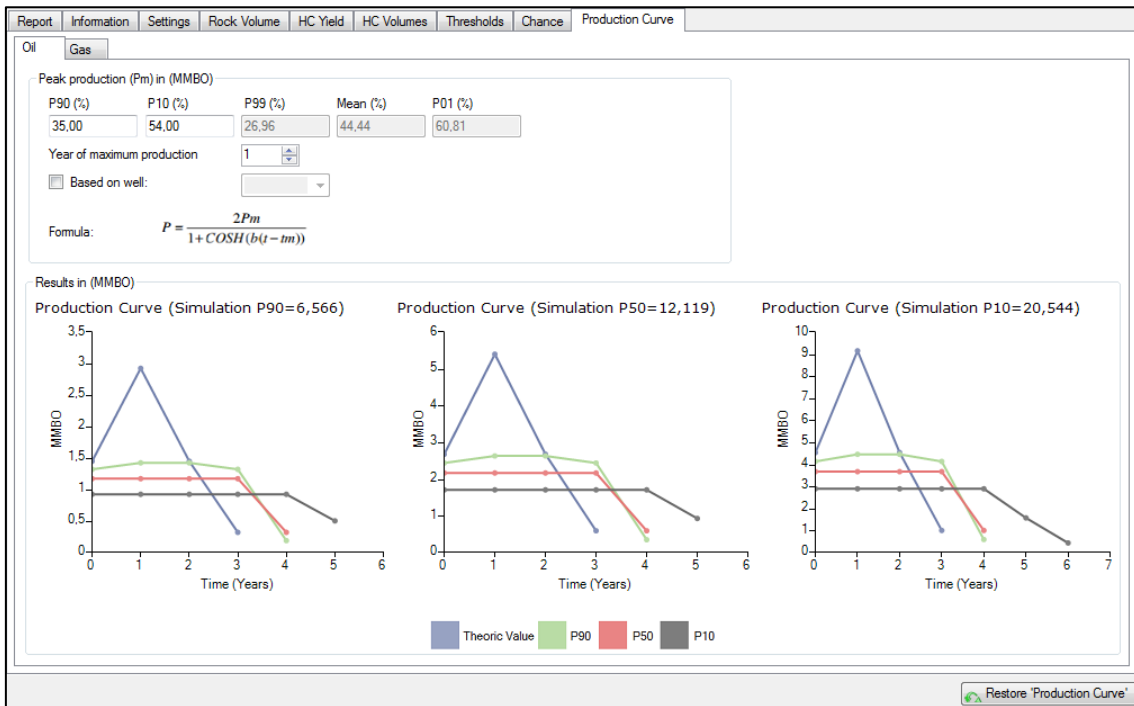 Report Information Settings Rock Volume HC Yield HC Volumes Thresholds Chance Production Curve
Oil Gas
Peak production (Pm) in (MMBO)
P90 (%) P10 (%) P99 (%) Mean (%) P01 (%)
35,00 54,00 26,96 44,44 60,81
Year of maximum production 1
Based on well:
Formula: P = 2Pm / 1+COSH(b(t−tm))
Results in (MMBO)
Production Curve (Simulation P90=6,566)
3,5
3
2,5
2
1,5
1
0,5
0
MMBO
0 1 2 3 4 5 6
Time (Years)
Production Curve (Simulation P50=12,119)
6
5
4
3
2
1
0
MMBO
0 1 2 3 4 5 6
Time (Years)
Production Curve (Simulation P10=20,544)
10
9
8
7
6
5
4
3
2
1
0
MMBO
0 1 2 3 4 5 6 7
Time (Years)
Theoric Value P90 P50 P10
Restore 'Production Curve'